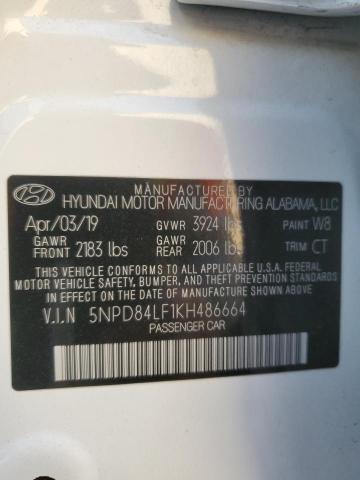 MANUFACTURED BY
HYUNDAI MOTOR MANUFACTURING ALABAMA, LLC
Apr/03/19 GVWR 3924 lbs PAINT W8
GAWR FRONT 2183 lbs GAWR REAR 2006 lbs TRIM CT
THIS VEHICLE CONFORMS TO ALL APPLICABLE U.S.A. FEDERAL
MOTOR VEHICLE SAFETY, BUMPER, AND THEFT PREVENTION
STANDARDS IN EFFECT ON THE DATE OF MANUFACTURE SHOWN ABOVE.
V.I.N 5NPD84LF1KH486664
PASSENGER CAR